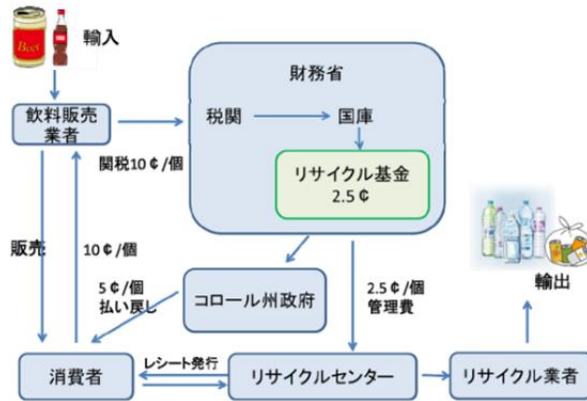 Beer
輸入
財務省
税関
国庫
飲料販売
業者
関税10¢/個
リサイクル基金
2.5¢
販売
10¢/個
5¢/個
払い戻し
コロール州政府
2.5¢/個
管理費
輸出
消費者
レシート発行
リサイクルセンター
リサイクル業者